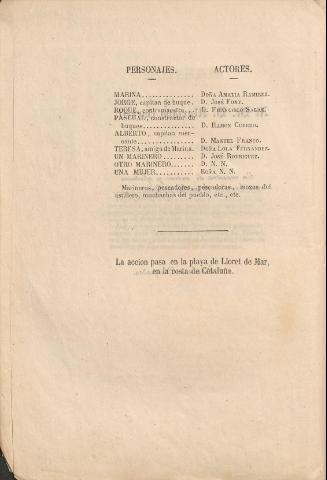 PERSONAJES. ACTORES.
MARINA............... DOÑA AMALIA RAMIREZ.
JORGE, capitan de buque. D. JOSÉ FONT.
ROQUE, contramaestre... D. FRANCISCO SALAS.
PASCUAL, constructor de
buques............... D. RAMON CUBERO.
ALBERTO, capitan mer-
cante............... D. MANUEL FRANCO.
TERESA, amiga de Marina. DOÑA LOLA FERNANDEZ.
UN MARINERO........ D. JOSÉ RODRIGUEZ.
OTRO MARINERO...... D. N. N.
UNA MUJER.......... DOÑA N. N.
Marineros, pescadores, pescadoras, mozos del
astillero, muchachos del pueblo, etc., etc.
La accion pasa en la playa de Lloret de Mar,
en la costa de Cataluña.